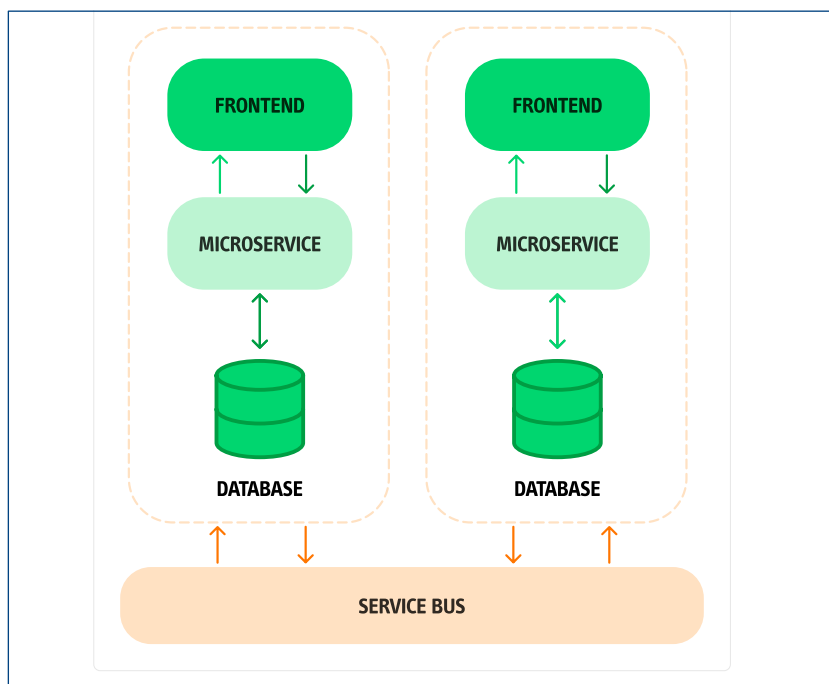 FRONTEND
MICROSERVICE
DATABASE
FRONTEND
MICROSERVICE
DATABASE
SERVICE BUS